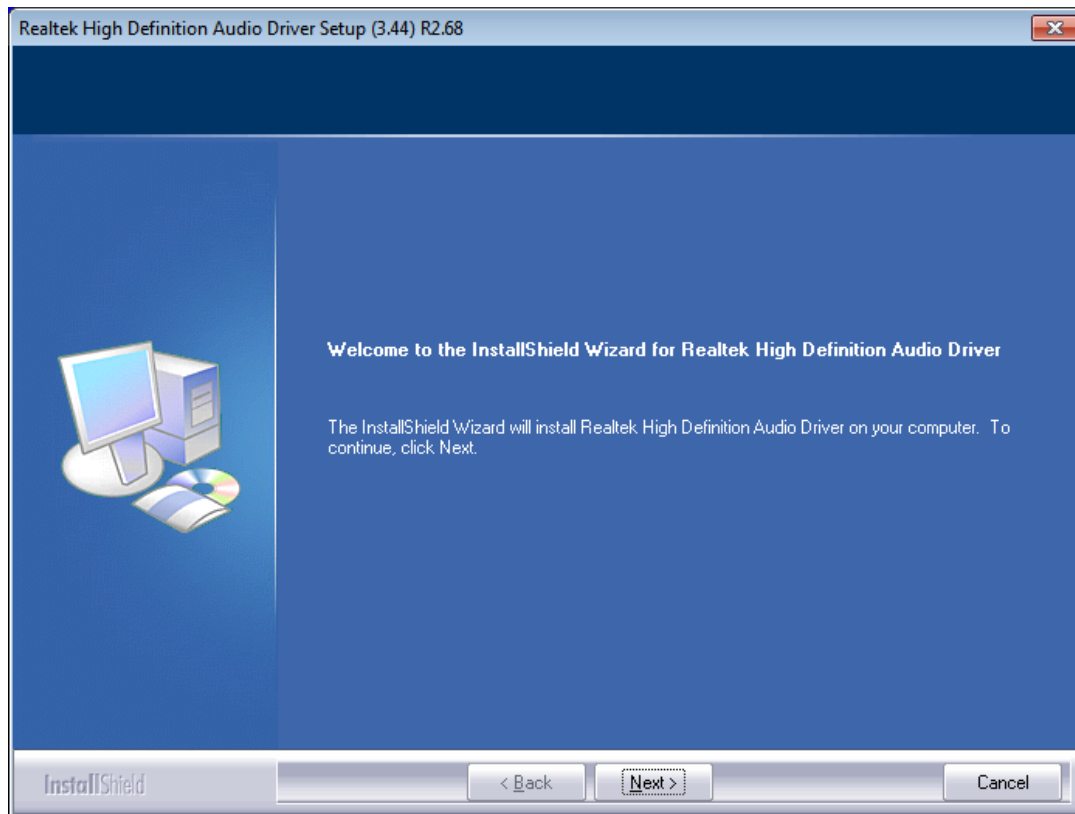 Realtek High Definition Audio Driver Setup (3.44) R2.68
Welcome to the InstallShield Wizard for Realtek High Definition Audio Driver
The InstallShield Wizard will install Realtek High Definition Audio Driver on your computer. To
continue, click Next.
InstallShield
< Back
Next >
Cancel